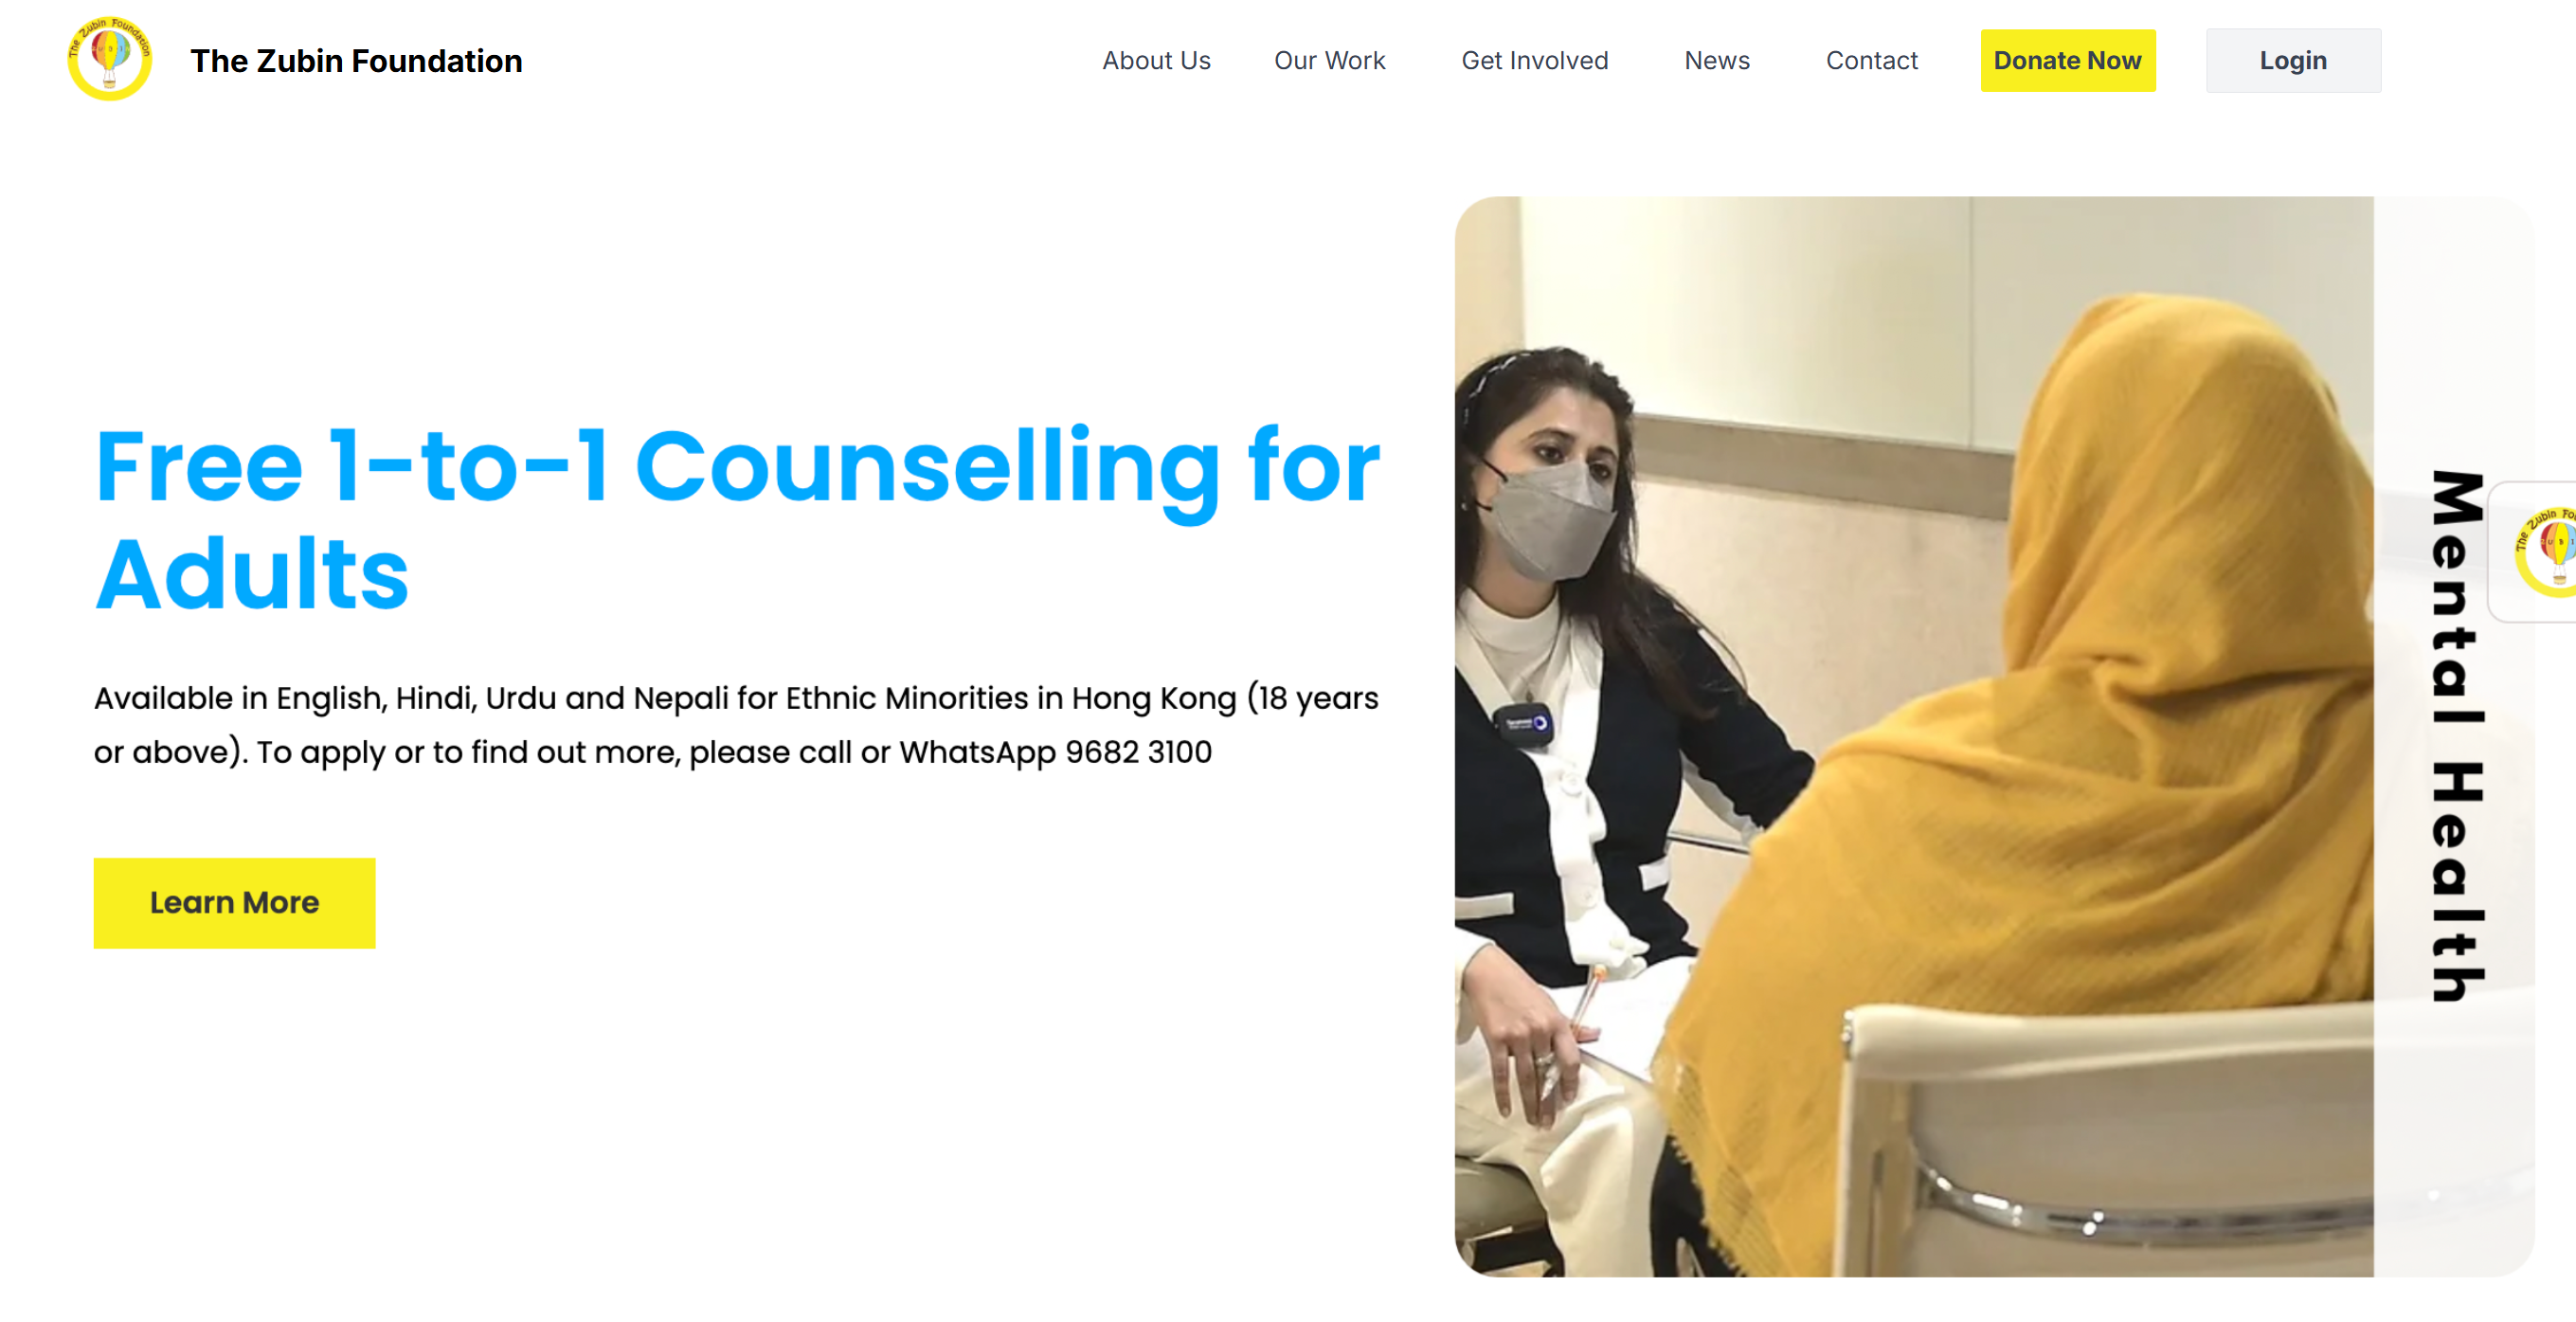 The Zubin Foundation
The Zubin Foundation
About Us
Our Work
Get Involved
News
Contact
Donate Now
Login
Free 1-to-1 Counselling for
Adults
Available in English, Hindi, Urdu and Nepali for Ethnic Minorities in Hong Kong (18 years
or above). To apply or to find out more, please call or WhatsApp 9682 3100
Learn More
Mental Health
The Zubin